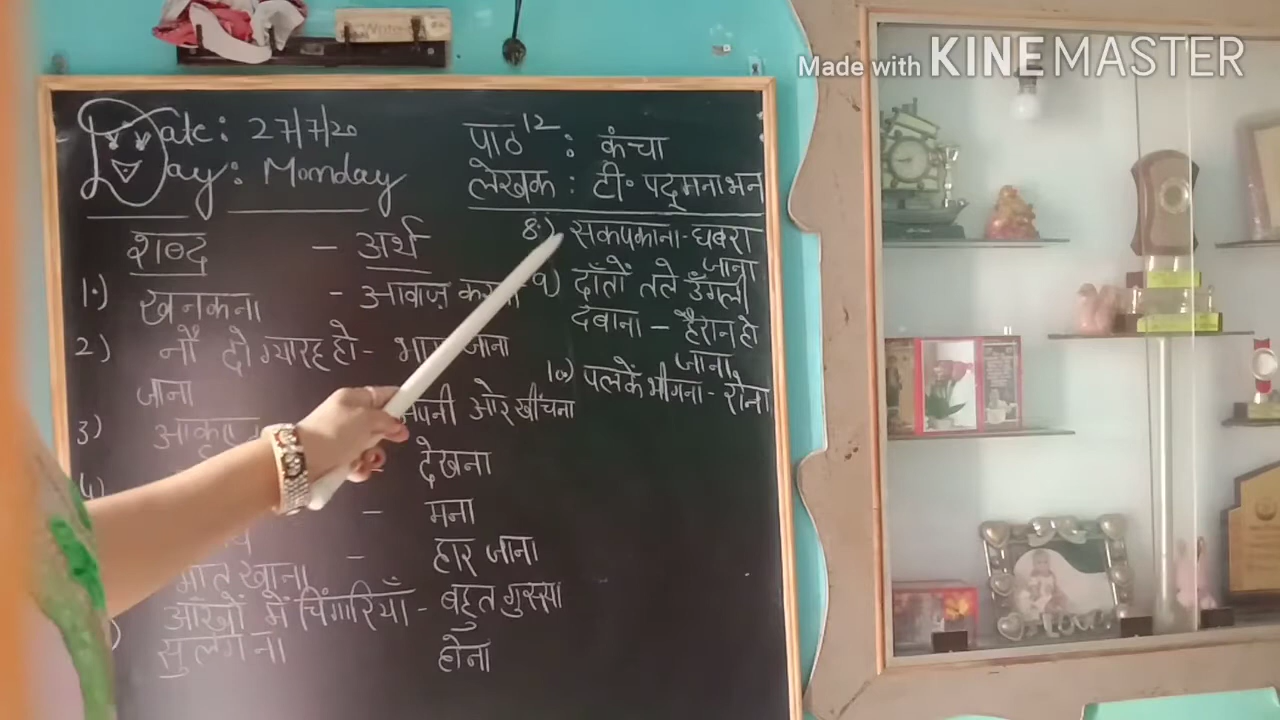 Made with KINEMASTER
Date: 27/7/20
Day: Monday
पाठ 12 : कंचा
लेखक : टी॰ पद्मनाभन
शब्द - अर्थ
1.) खनकना - आवाज़
2) नौ दो ग्यारह हो - जाना
जाना
3) अपनी ओर खींचना
4) - देखना
- मना
- हार जाना
मात खाना
आँखों में चिंगारियाँ - बहुत गुस्सा
सुलगना होना
8.) सकपकाना - घबरा
जाना
9) दाँतों तले उँगली
दबाना - हैरान हो
जाना
10) पलकें भीगना - रोना